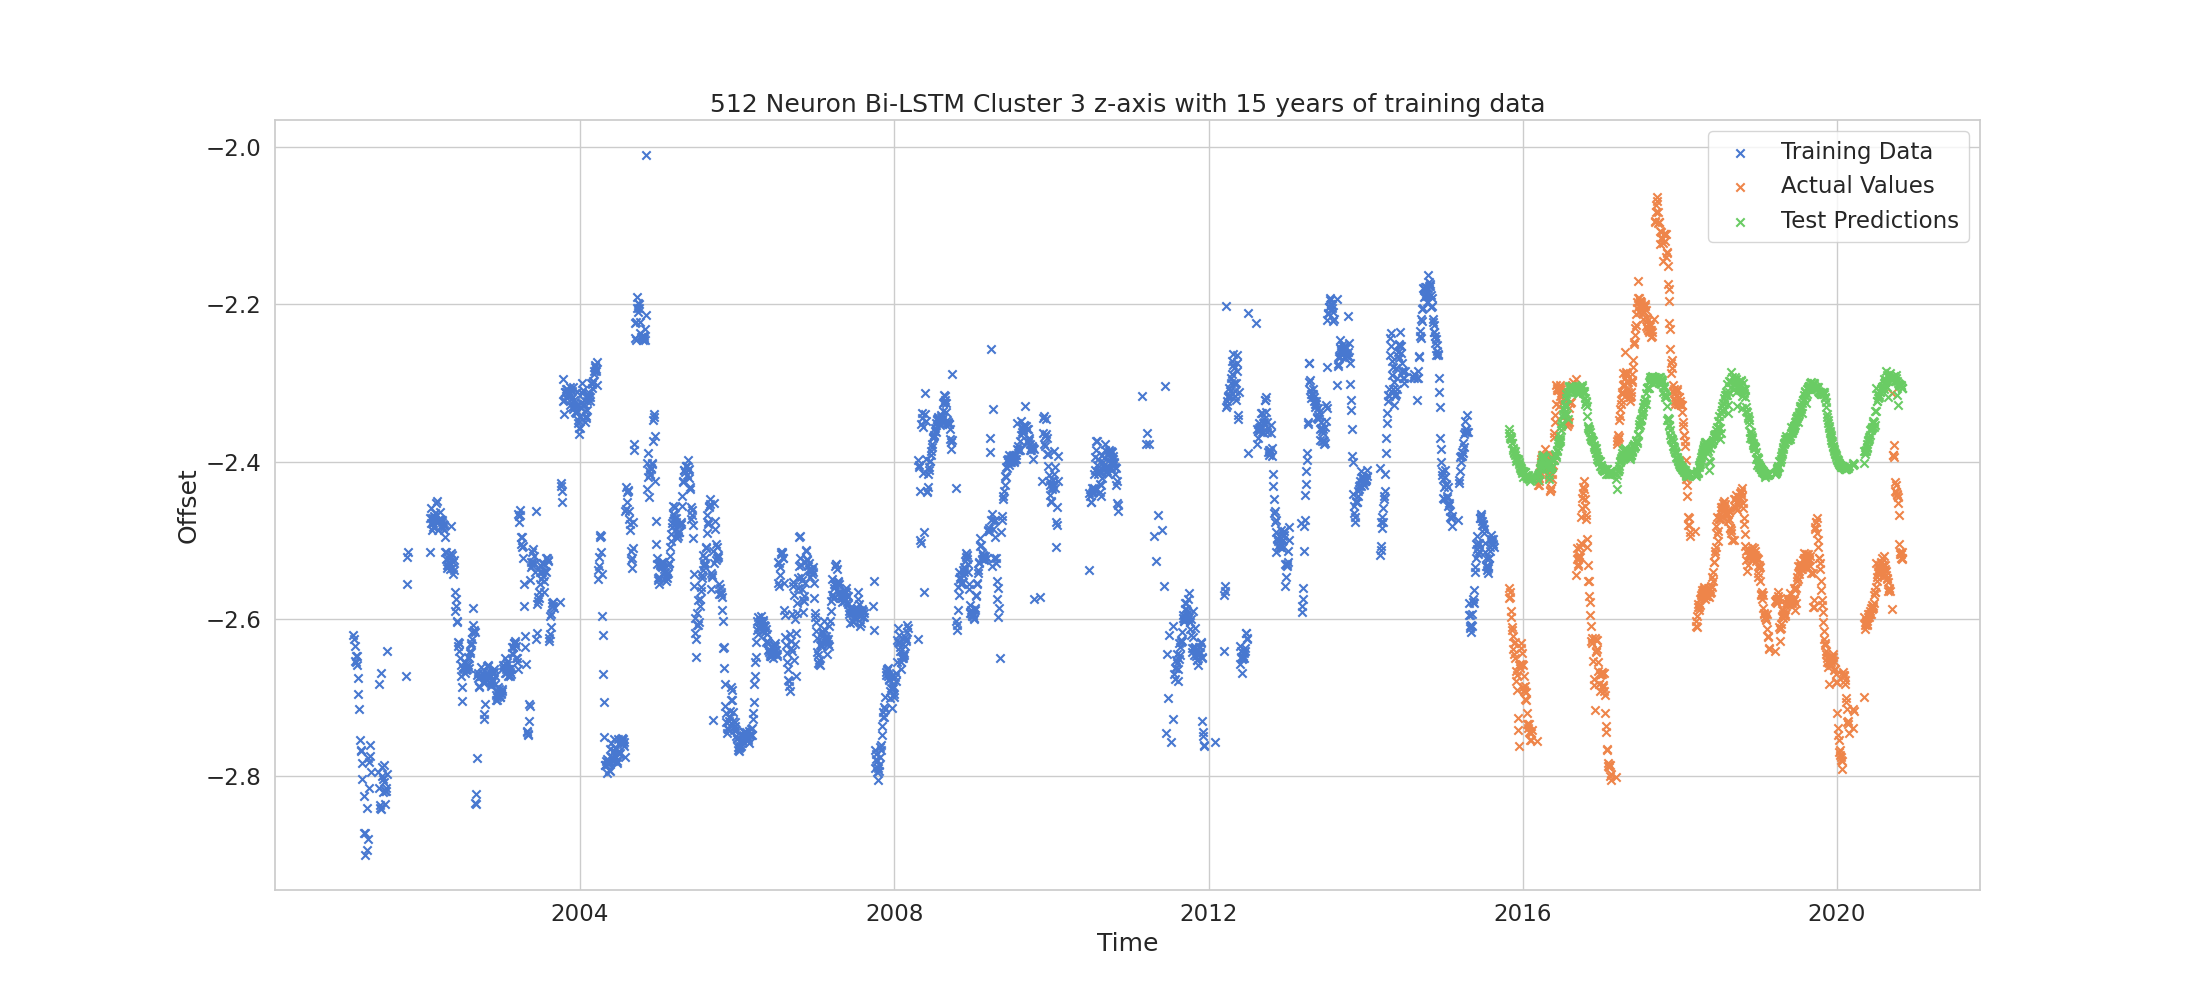 512 Neuron Bi-LSTM Cluster 3 z-axis with 15 years of training data
Training Data
Actual Values
Test Predictions
Offset
−2.0
−2.2
−2.4
−2.6
−2.8
2004 2008 2012 2016 2020
Time